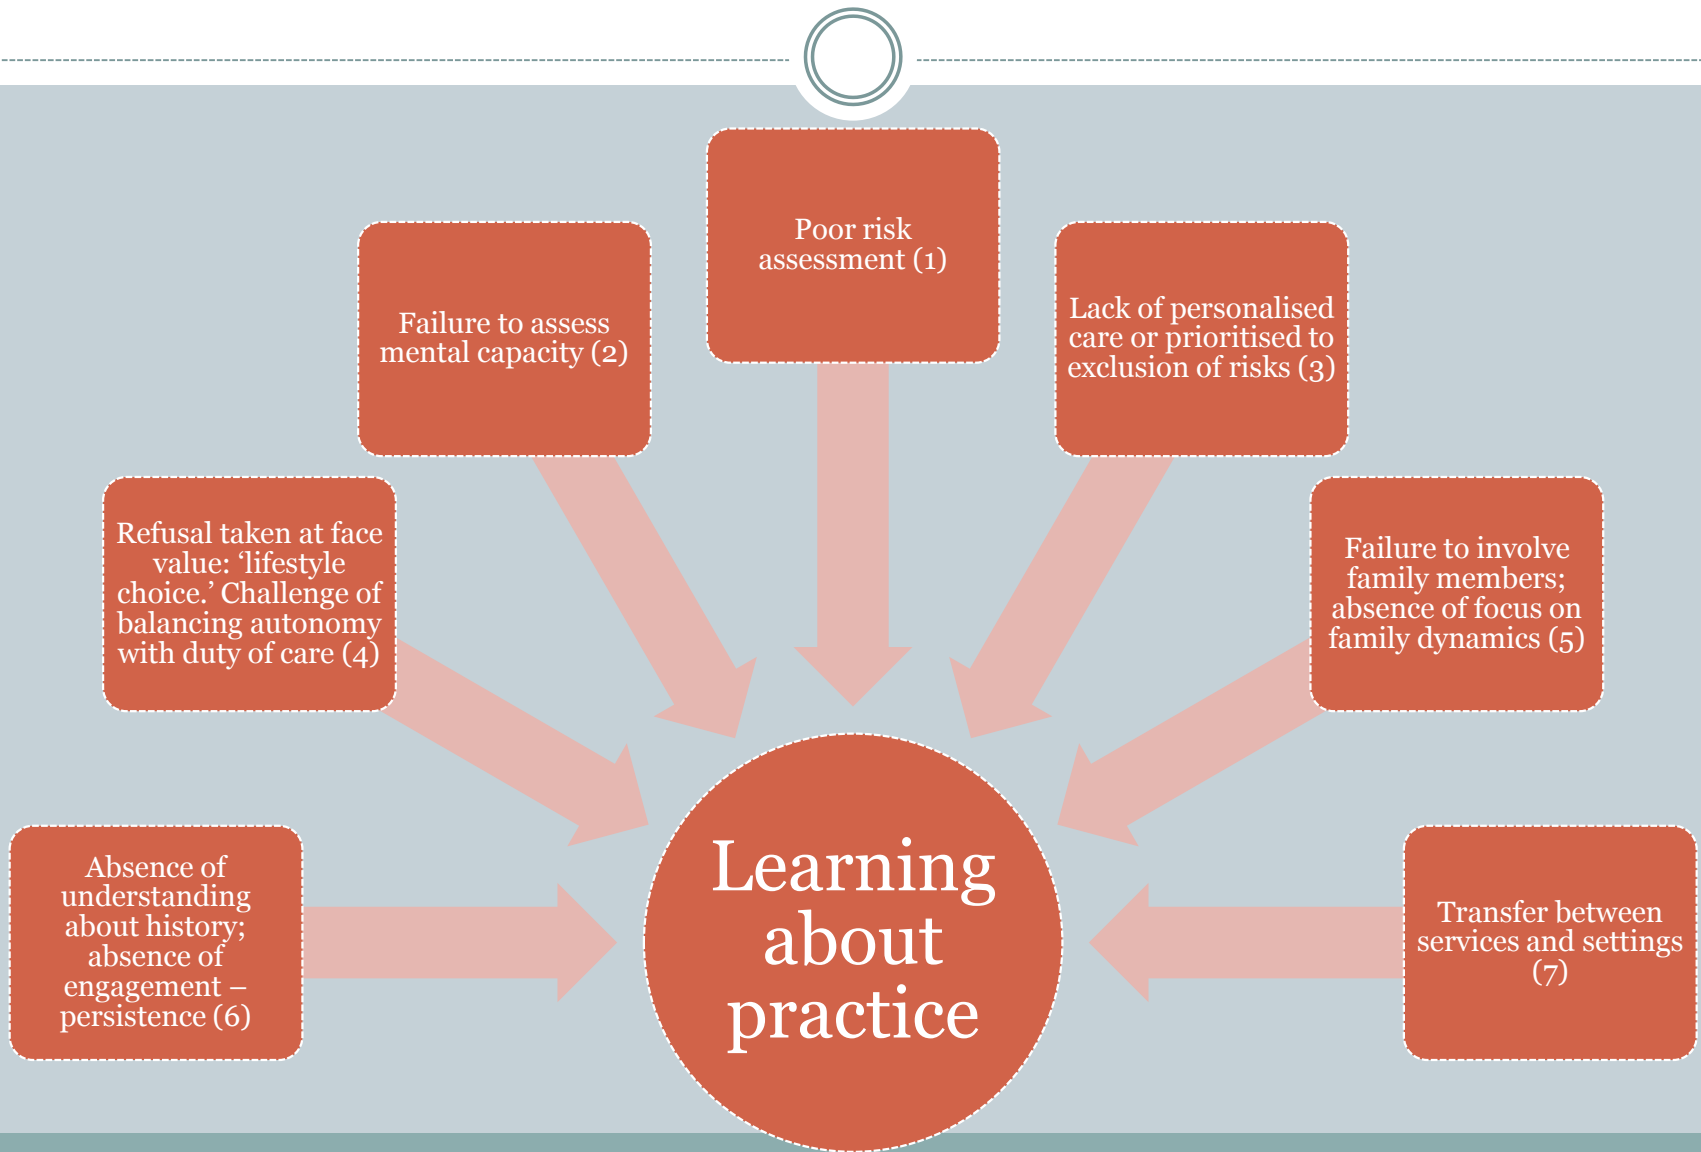 Poor risk
assessment (1)
Failure to assess
mental capacity (2)
Lack of personalised
care or prioritised to
exclusion of risks (3)
Refusal taken at face
value: ‘lifestyle
choice.’ Challenge of
balancing autonomy
with duty of care (4)
Failure to involve
family members;
absence of focus on
family dynamics (5)
Absence of
understanding
about history;
absence of
engagement –
persistence (6)
Transfer between
services and settings
(7)
Learning
about
practice